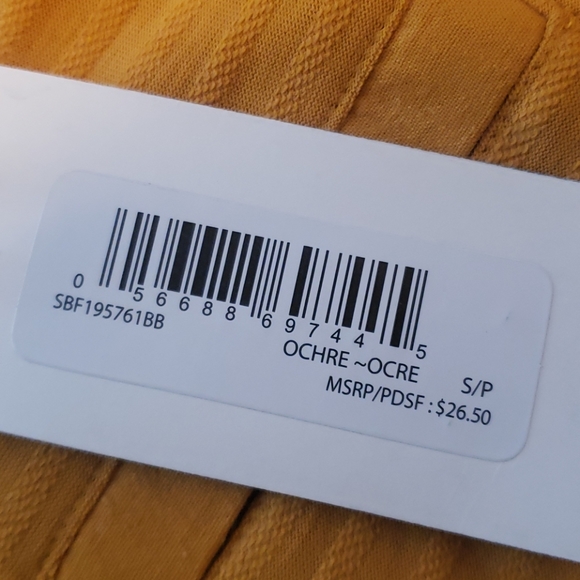 0 56688 69744 5
SBF195761BB
OCHRE ~OCRE S/P
MSRP/PDSF : $26.50